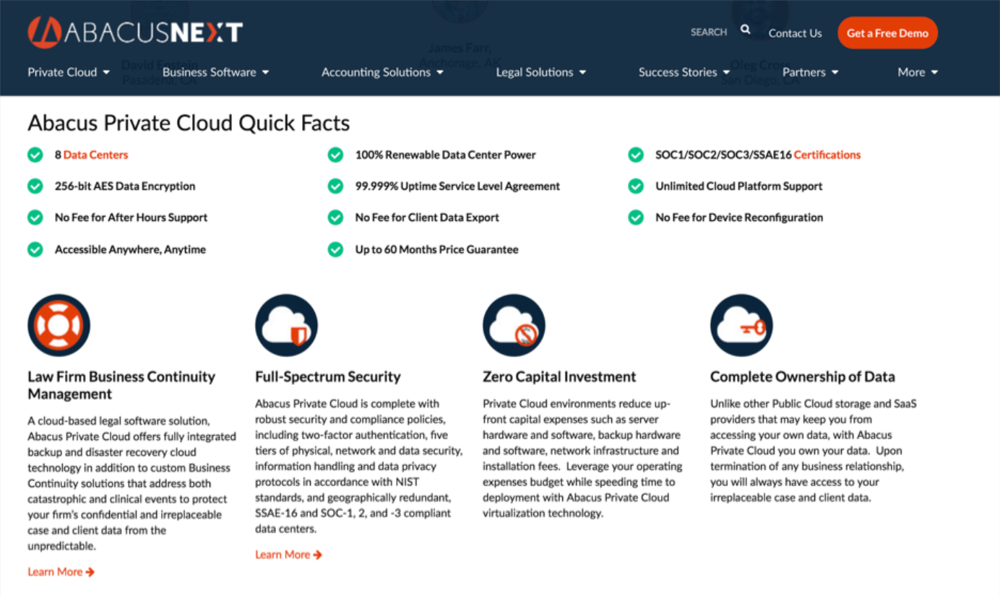 ABACUSNEXT
SEARCH
Contact Us
Get a Free Demo
James Farr,
Anchorage, AK
David Epstein
Pasadena, CA
Oleg Cross
San Diego, CA
Private Cloud
Business Software
Accounting Solutions
Legal Solutions
Success Stories
Partners
More
Abacus Private Cloud Quick Facts
8 Data Centers
100% Renewable Data Center Power
SOC1/SOC2/SOC3/SSAE16 Certifications
256-bit AES Data Encryption
99.999% Uptime Service Level Agreement
Unlimited Cloud Platform Support
No Fee for After Hours Support
No Fee for Client Data Export
No Fee for Device Reconfiguration
Accessible Anywhere, Anytime
Up to 60 Months Price Guarantee
Law Firm Business Continuity
Management
A cloud-based legal software solution,
Abacus Private Cloud offers fully integrated
backup and disaster recovery cloud
technology in addition to custom Business
Continuity solutions that address both
catastrophic and clinical events to protect
your firm's confidential and irreplaceable
case and client data from the
unpredictable.
Learn More
Full-Spectrum Security
Abacus Private Cloud is complete with
robust security and compliance policies,
including two-factor authentication, five
tiers of physical, network and data security,
information handling and data privacy
protocols in accordance with NIST
standards, and geographically redundant,
SSAE-16 and SOC-1, 2, and -3 compliant
data centers.
Learn More
Zero Capital Investment
Private Cloud environments reduce up-
front capital expenses such as server
hardware and software, backup hardware
and software, network infrastructure and
installation fees. Leverage your operating
expenses budget while speeding time to
deployment with Abacus Private Cloud
virtualization technology.
Complete Ownership of Data
Unlike other Public Cloud storage and SaaS
providers that may keep you from
accessing your own data, with Abacus
Private Cloud you own your data. Upon
termination of any business relationship,
you will always have access to your
irreplaceable case and client data.